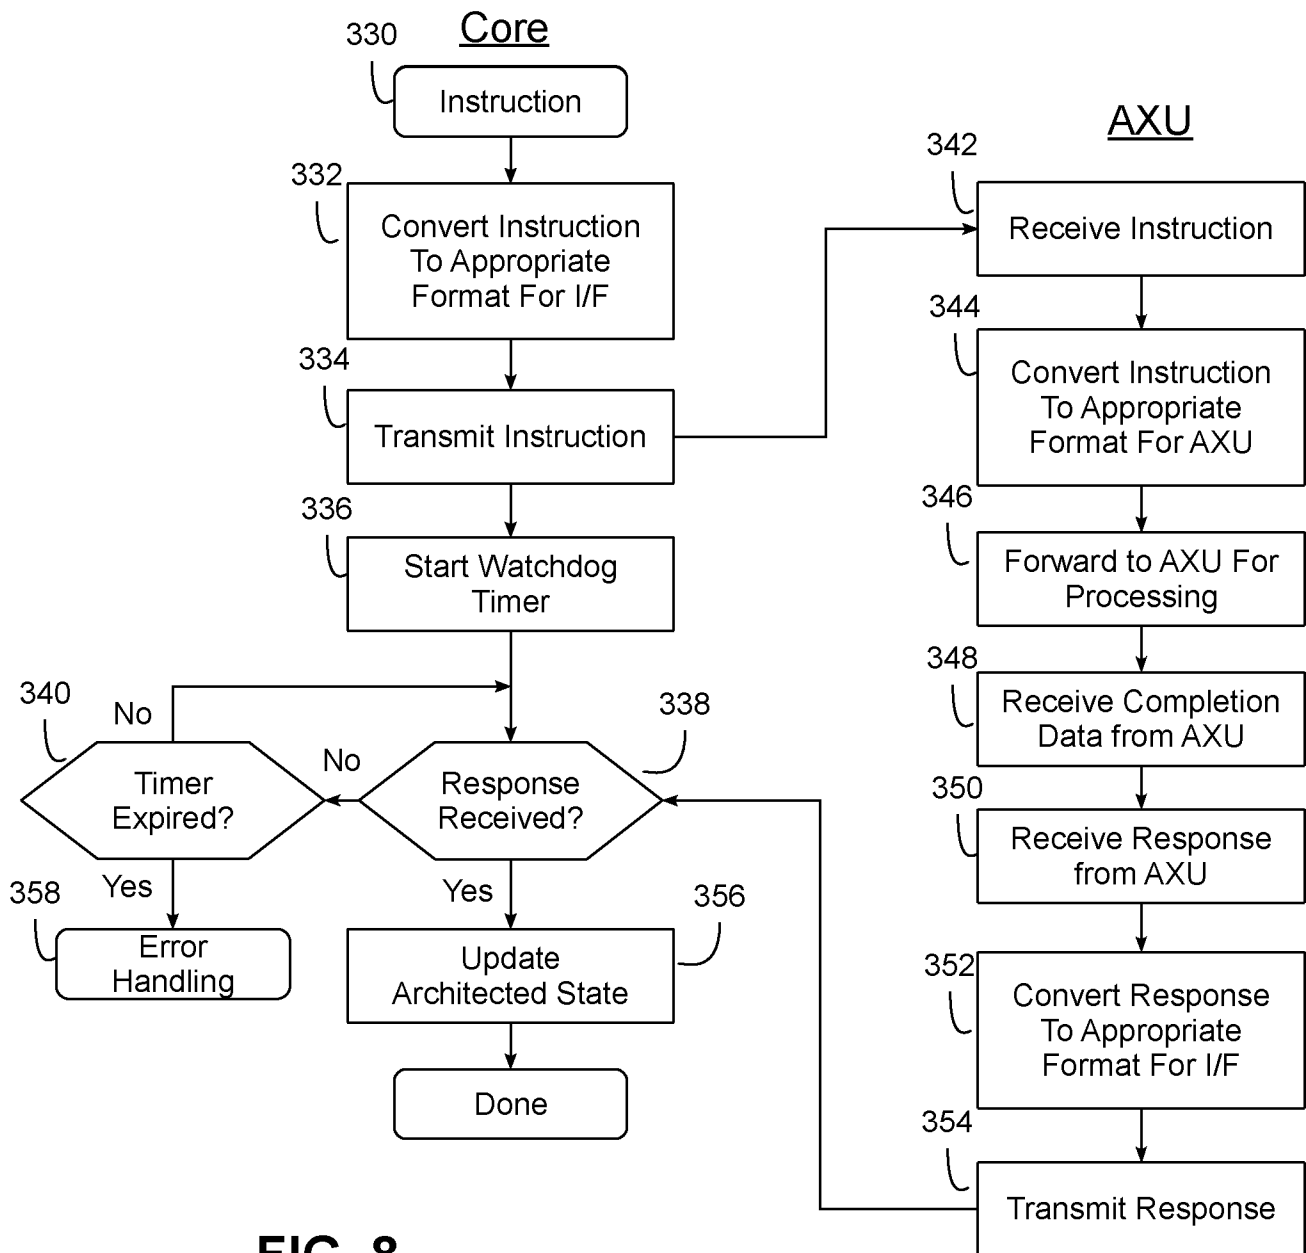 Core
330
Instruction
332
Convert Instruction
To Appropriate
Format For I/F
334
Transmit Instruction
336
Start Watchdog
Timer
340
No
Timer
Expired?
No
338
Response
Received?
Yes
358
Error
Handling
Yes
356
Update
Architected State
Done
AXU
342
Receive Instruction
344
Convert Instruction
To Appropriate
Format For AXU
346
Forward to AXU For
Processing
348
Receive Completion
Data from AXU
350
Receive Response
from AXU
352
Convert Response
To Appropriate
Format For I/F
354
Transmit Response
FIG. 8